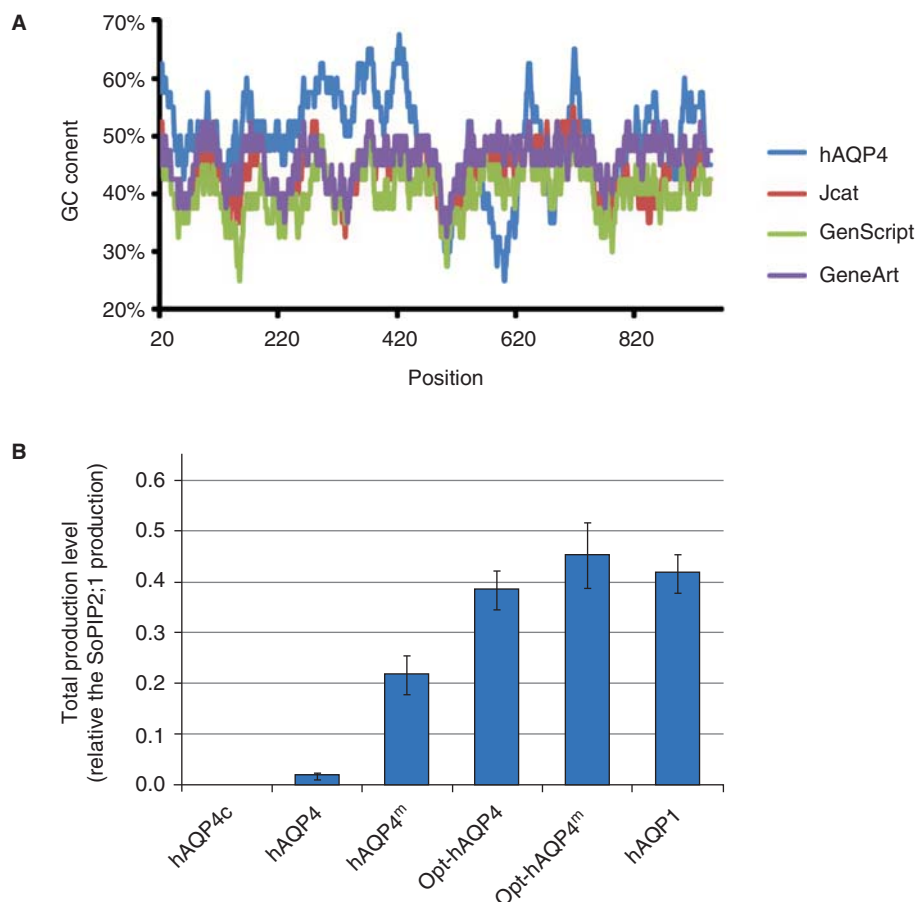 A
70%
60%
50%
40%
30%
20%
GC conent
20 220 420 620 820
Position
hAQP4
Jcat
GenScript
GeneArt
B
Total production level
(relative the SoPIP2;1 production)
0.6
0.5
0.4
0.3
0.2
0.1
0.0
hAQP4c
hAQP4
hAQP4ᵐ
Opt-hAQP4
Opt-hAQP4ᵐ
hAQP1